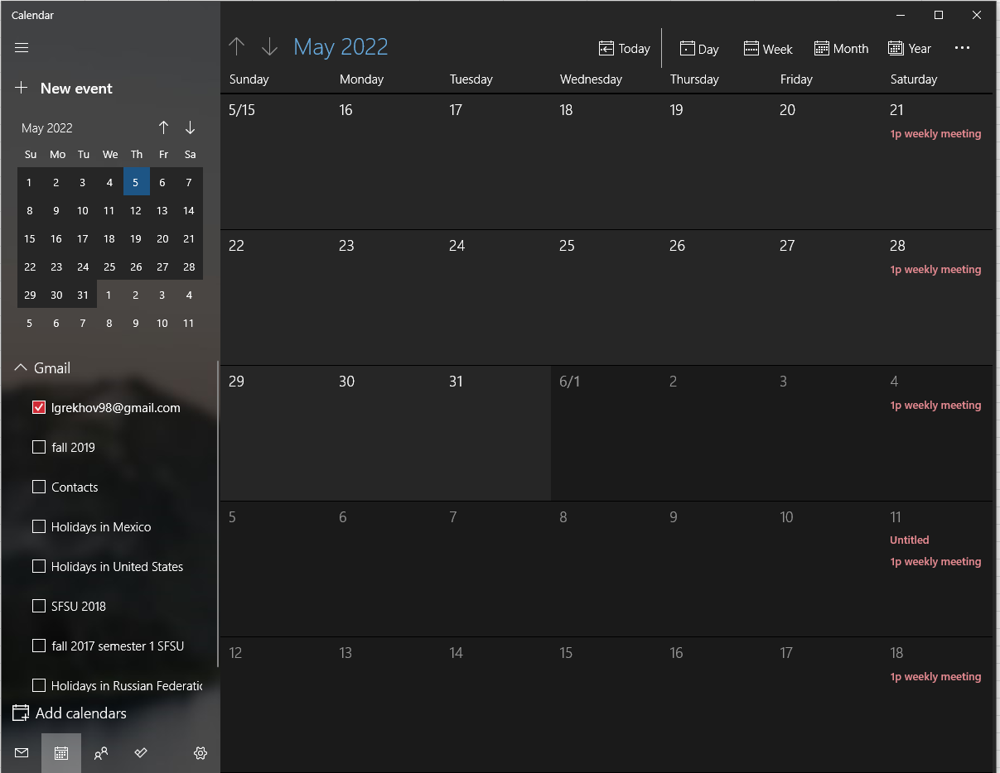 Calendar
New event
May 2022
Su Mo Tu We Th Fr Sa
1 2 3 4 5 6 7
8 9 10 11 12 13 14
15 16 17 18 19 20 21
22 23 24 25 26 27 28
29 30 31 1 2 3 4
5 6 7 8 9 10 11
Gmail
lgrekhov98@gmail.com
fall 2019
Contacts
Holidays in Mexico
Holidays in United States
SFSU 2018
fall 2017 semester 1 SFSU
Holidays in Russian Federatic
Add calendars
May 2022
Today Day Week Month Year
Sunday Monday Tuesday Wednesday Thursday Friday Saturday
5/15 16 17 18 19 20 21
1p weekly meeting
22 23 24 25 26 27 28
1p weekly meeting
29 30 31 6/1 2 3 4
1p weekly meeting
5 6 7 8 9 10 11
Untitled
1p weekly meeting
12 13 14 15 16 17 18
1p weekly meeting